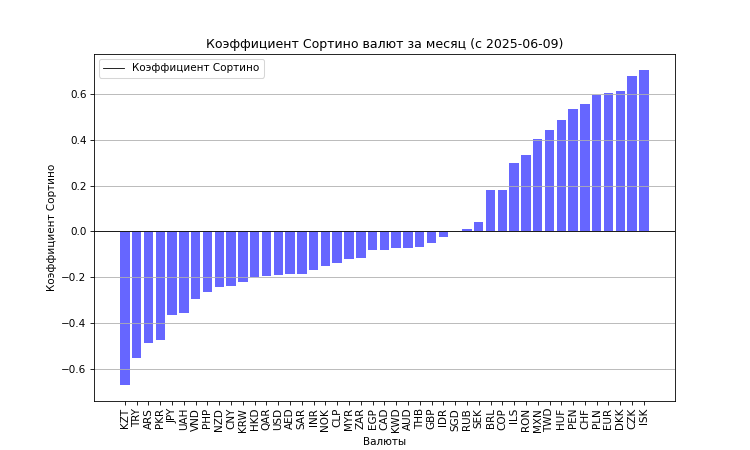 Коэффициент Сортино валют за месяц (с 2025-06-09)
Коэффициент Сортино
Коэффициент Сортино
0.6
0.4
0.2
0.0
−0.2
−0.4
−0.6
KZT TRY ARS PKR JPY UAH VND PHP NZD CNY KRW HKD QAR USD AED SAR INR NOK CLP MYR ZAR EGP CAD KWD AUD THB GBP IDR SGD RUB SEK BRL COP ILS RON MXN TWD HUF PEN CHF PLN EUR DKK CZK ISK
Валюты